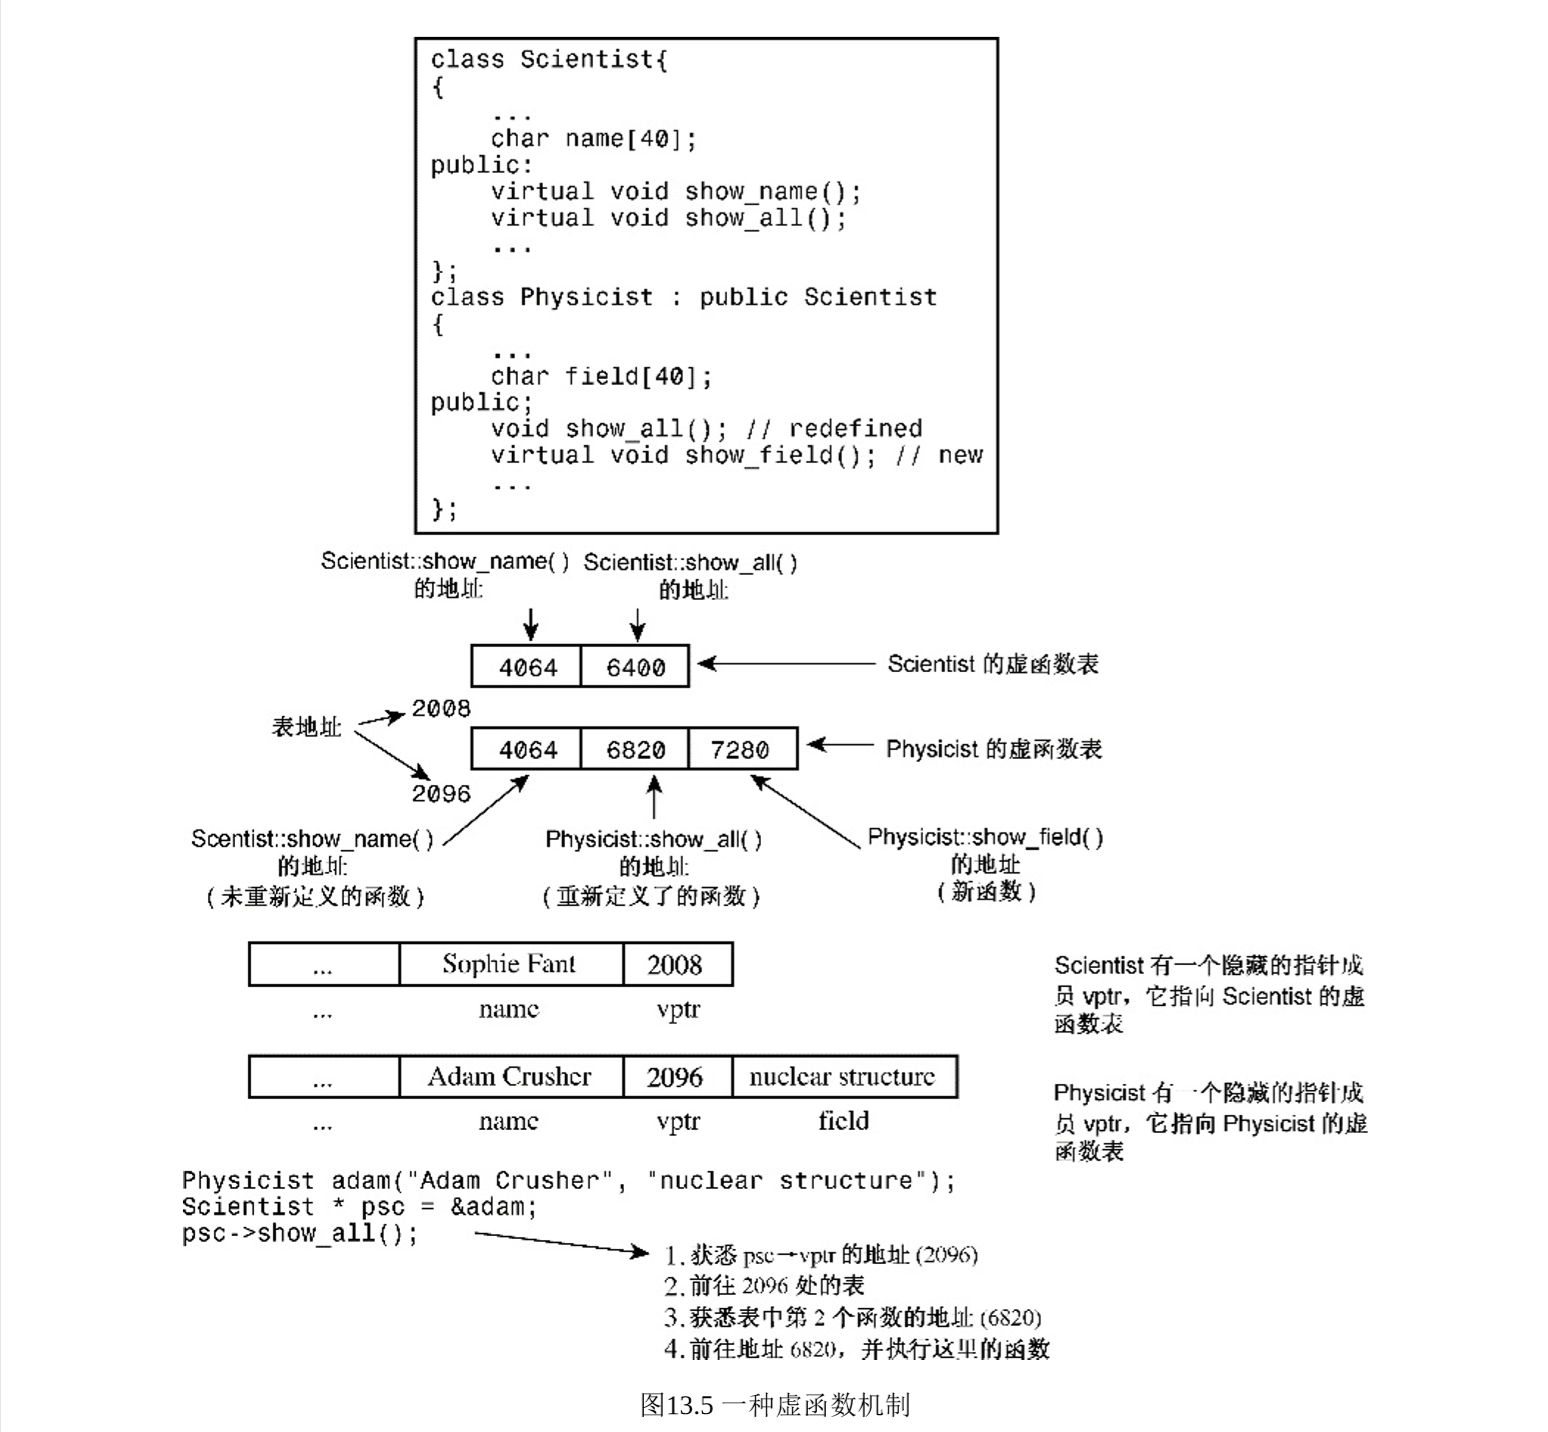 class Scientist{
{
...
char name[40];
public:
virtual void show_name();
virtual void show_all();
...
};
class Physicist : public Scientist
{
...
char field[40];
public;
void show_all(); // redefined
virtual void show_field(); // new
...
};
Scientist::show_name( ) Scientist::show_all( )
的地址 的地址
4064 6400 Scientist 的虚函数表
表地址 2008
4064 6820 7280 Physicist 的虚函数表
2096
Scentist::show_name( ) Physicist::show_all( ) Physicist::show_field( )
的地址 的地址 的地址
(未重新定义的函数) (重新定义了的函数) (新函数)
... Sophie Fant 2008
... name vptr
Scientist 有一个隐藏的指针成
员 vptr，它指向 Scientist 的虚
函数表
... Adam Crusher 2096 nuclear structure
... name vptr field
Physicist 有一个隐藏的指针成
员 vptr，它指向 Physicist 的虚
函数表
Physicist adam("Adam Crusher", "nuclear structure");
Scientist * psc = &adam;
psc->show_all();
1. 获悉 psc→vptr 的地址 (2096)
2. 前往 2096 处的表
3. 获悉表中第 2 个函数的地址 (6820)
4. 前往地址 6820，并执行这里的函数
图13.5 一种虚函数机制